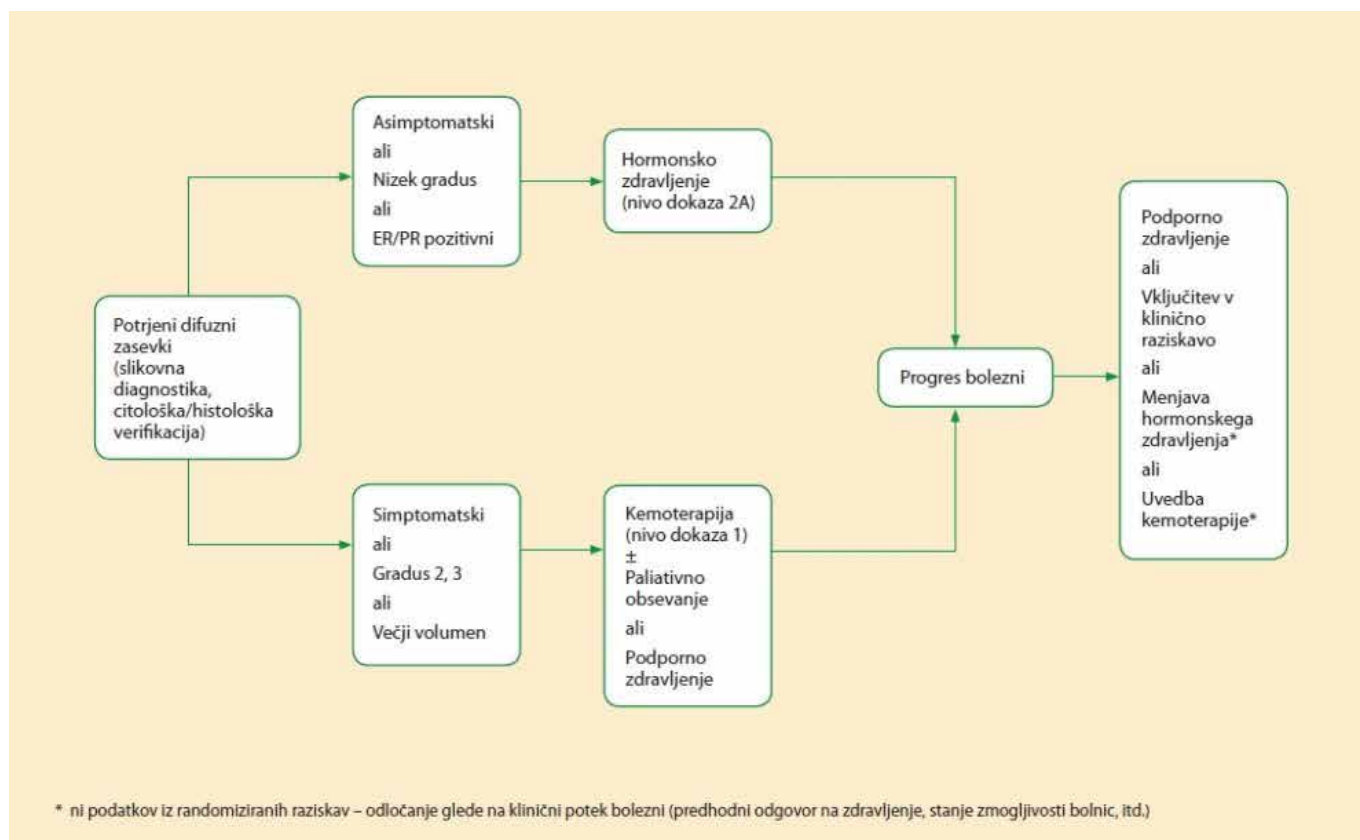 Asimptomatski
ali
Nizek gradus
ali
ER/PR pozitivni
Hormonsko
zdravljenje
(nivo dokaza 2A)
Potrjeni difuzni
zasevki
(slikovna
diagnostika,
citološka/histološka
verifikacija)
Simptomatski
ali
Gradus 2, 3
ali
Večji volumen
Kemoterapija
(nivo dokaza 1)
±
Paliativno
obsevanje
ali
Podporno
zdravljenje
Progres bolezni
Podporno
zdravljenje
ali
Vključitev v
klinično
raziskavo
ali
Menjava
hormonskega
zdravljenja*
ali
Uvedba
kemoterapije*
* ni podatkov iz randomiziranih raziskav – odločanje glede na klinični potek bolezni (predhodni odgovor na zdravljenje, stanje zmogljivosti bolnic, itd.)